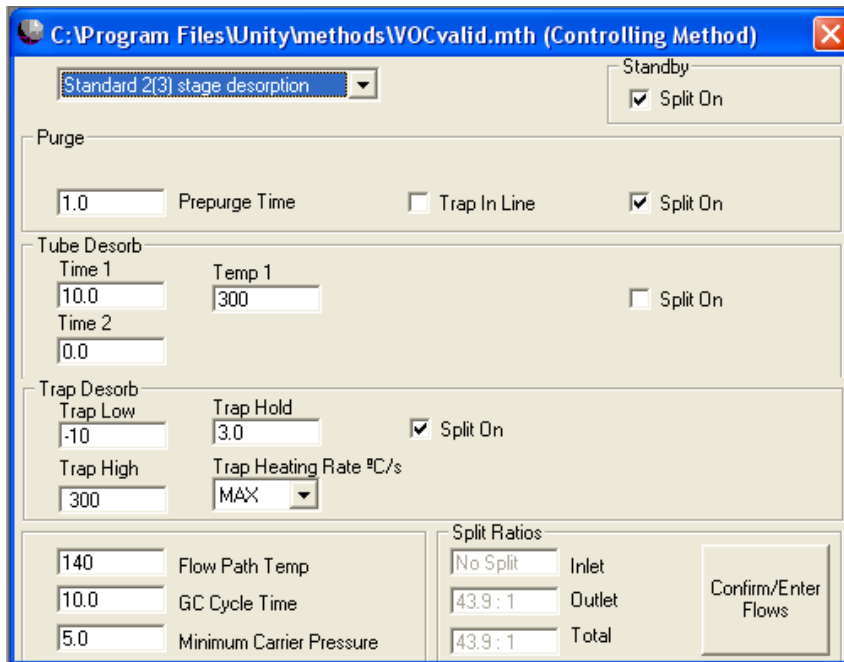 C:\Program Files\Unity\methods\VOCvalid.mth (Controlling Method)
Standard 2(3) stage desorption
Standby
Split On
Purge
1.0 Prepurge Time Trap In Line Split On
Tube Desorb
Time 1 Temp 1
10.0 300 Split On
Time 2
0.0
Trap Desorb
Trap Low Trap Hold
-10 3.0 Split On
Trap High Trap Heating Rate ºC/s
300 MAX
Split Ratios
140 Flow Path Temp No Split Inlet
10.0 GC Cycle Time 43.9 : 1 Outlet
5.0 Minimum Carrier Pressure 43.9 : 1 Total
Confirm/Enter
Flows